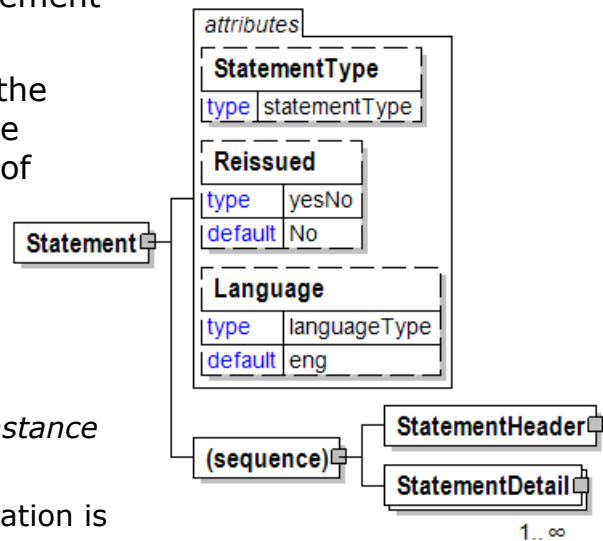 ement
the
e
of
nstance
ation is
attributes
StatementType
type statementType
Reissued
type yesNo
default No
Language
type languageType
default eng
Statement
(sequence)
StatementHeader
StatementDetail
1..∞